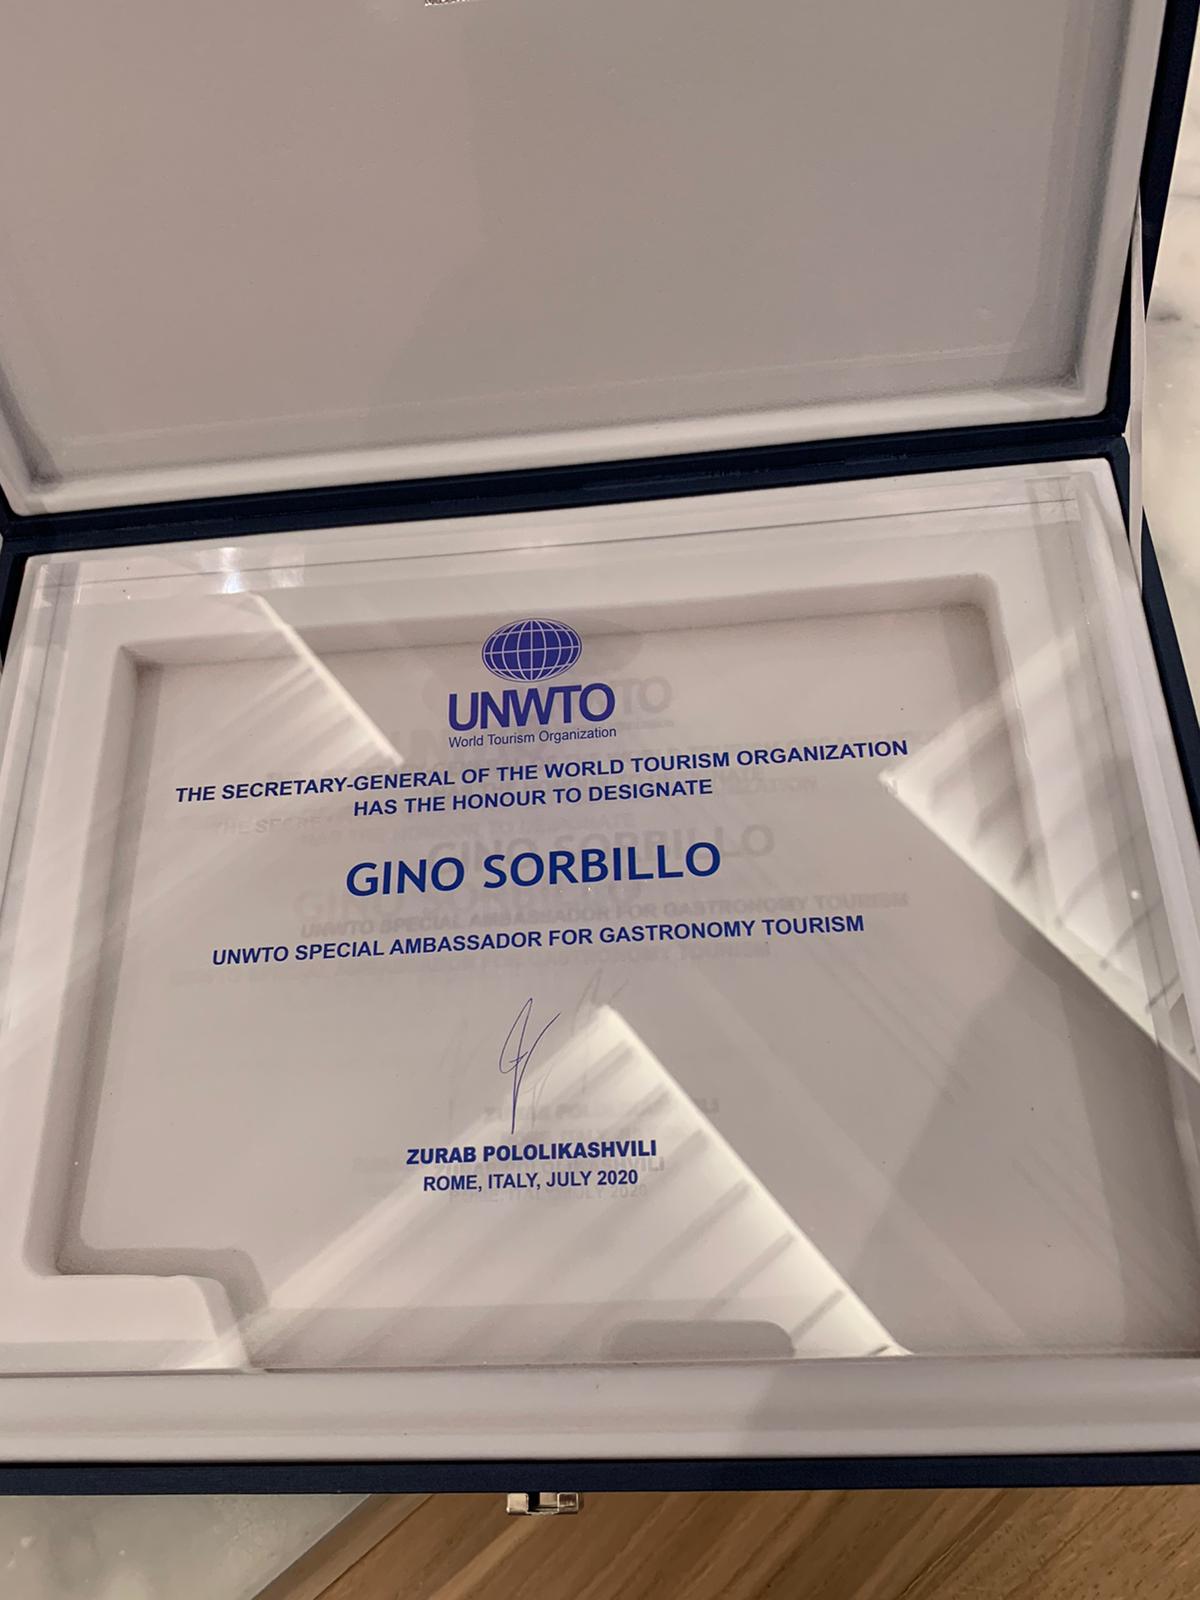 UNWTO
World Tourism Organization
THE SECRETARY-GENERAL OF THE WORLD TOURISM ORGANIZATION
HAS THE HONOUR TO DESIGNATE
GINO SORBILLO
UNWTO SPECIAL AMBASSADOR FOR GASTRONOMY TOURISM
ZURAB POLOLIKASHVILI
ROME, ITALY, JULY 2020